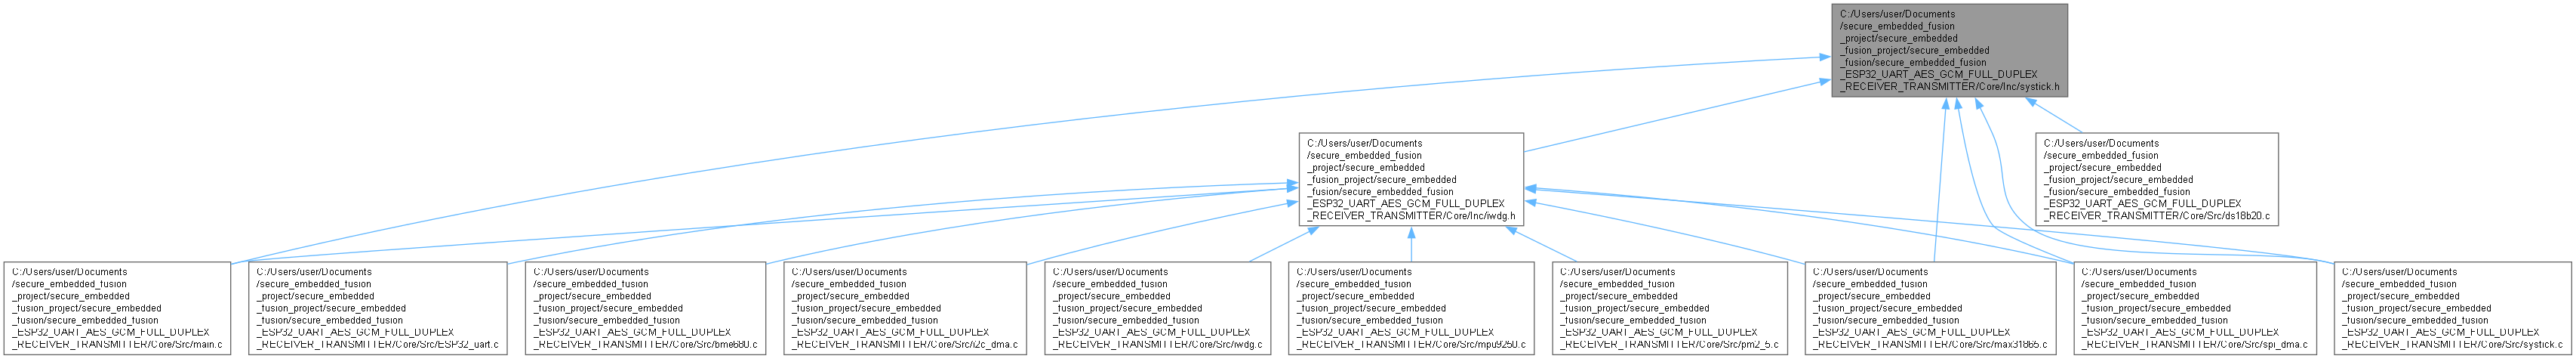 C:/Users/user/Documents
/secure_embedded_fusion
_project/secure_embedded
_fusion_project/secure_embedded
_fusion/secure_embedded_fusion
_ESP32_UART_AES_GCM_FULL_DUPLEX
_RECEIVER_TRANSMITTER/Core/Inc/systick.h
C:/Users/user/Documents
/secure_embedded_fusion
_project/secure_embedded
_fusion_project/secure_embedded
_fusion/secure_embedded_fusion
_ESP32_UART_AES_GCM_FULL_DUPLEX
_RECEIVER_TRANSMITTER/Core/Inc/iwdg.h
C:/Users/user/Documents
/secure_embedded_fusion
_project/secure_embedded
_fusion_project/secure_embedded
_fusion/secure_embedded_fusion
_ESP32_UART_AES_GCM_FULL_DUPLEX
_RECEIVER_TRANSMITTER/Core/Src/ds18b20.c
C:/Users/user/Documents
/secure_embedded_fusion
_project/secure_embedded
_fusion_project/secure_embedded
_fusion/secure_embedded_fusion
_ESP32_UART_AES_GCM_FULL_DUPLEX
_RECEIVER_TRANSMITTER/Core/Src/main.c
C:/Users/user/Documents
/secure_embedded_fusion
_project/secure_embedded
_fusion_project/secure_embedded
_fusion/secure_embedded_fusion
_ESP32_UART_AES_GCM_FULL_DUPLEX
_RECEIVER_TRANSMITTER/Core/Src/ESP32_uart.c
C:/Users/user/Documents
/secure_embedded_fusion
_project/secure_embedded
_fusion_project/secure_embedded
_fusion/secure_embedded_fusion
_ESP32_UART_AES_GCM_FULL_DUPLEX
_RECEIVER_TRANSMITTER/Core/Src/bme680.c
C:/Users/user/Documents
/secure_embedded_fusion
_project/secure_embedded
_fusion_project/secure_embedded
_fusion/secure_embedded_fusion
_ESP32_UART_AES_GCM_FULL_DUPLEX
_RECEIVER_TRANSMITTER/Core/Src/i2c_dma.c
C:/Users/user/Documents
/secure_embedded_fusion
_project/secure_embedded
_fusion_project/secure_embedded
_fusion/secure_embedded_fusion
_ESP32_UART_AES_GCM_FULL_DUPLEX
_RECEIVER_TRANSMITTER/Core/Src/iwdg.c
C:/Users/user/Documents
/secure_embedded_fusion
_project/secure_embedded
_fusion_project/secure_embedded
_fusion/secure_embedded_fusion
_ESP32_UART_AES_GCM_FULL_DUPLEX
_RECEIVER_TRANSMITTER/Core/Src/mpu9250.c
C:/Users/user/Documents
/secure_embedded_fusion
_project/secure_embedded
_fusion_project/secure_embedded
_fusion/secure_embedded_fusion
_ESP32_UART_AES_GCM_FULL_DUPLEX
_RECEIVER_TRANSMITTER/Core/Src/pm2_5.c
C:/Users/user/Documents
/secure_embedded_fusion
_project/secure_embedded
_fusion_project/secure_embedded
_fusion/secure_embedded_fusion
_ESP32_UART_AES_GCM_FULL_DUPLEX
_RECEIVER_TRANSMITTER/Core/Src/max31865.c
C:/Users/user/Documents
/secure_embedded_fusion
_project/secure_embedded
_fusion_project/secure_embedded
_fusion/secure_embedded_fusion
_ESP32_UART_AES_GCM_FULL_DUPLEX
_RECEIVER_TRANSMITTER/Core/Src/spi_dma.c
C:/Users/user/Documents
/secure_embedded_fusion
_project/secure_embedded
_fusion_project/secure_embedded
_fusion/secure_embedded_fusion
_ESP32_UART_AES_GCM_FULL_DUPLEX
_RECEIVER_TRANSMITTER/Core/Src/systick.c